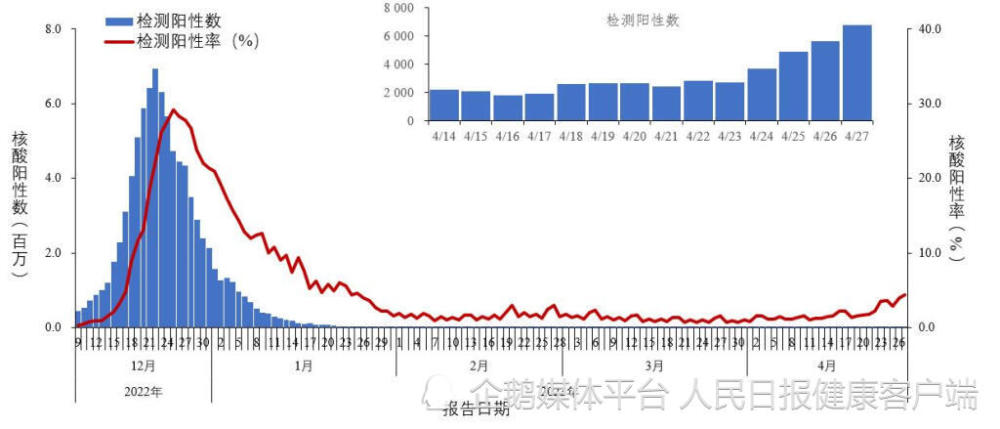 检测阳性数
检测阳性率（%）
检测阳性数
8 000
6 000
4 000
2 000
0
4/14 4/15 4/16 4/17 4/18 4/19 4/20 4/21 4/22 4/23 4/24 4/25 4/26 4/27
核酸阳性数（百万）
8.0
6.0
4.0
2.0
0.0
40.0
30.0
20.0
10.0
0.0
核酸阳性率（%）
9 12 15 18 21 24 27 30 2 5 8 11 14 17 20 23 26 29 1 4 7 10 13 16 19 22 25 28 3 6 9 12 15 18 21 24 27 30 2 5 8 11 14 17 20 23 26
12月 1月 2月 3月 4月
2022年
报告日期
企鹅媒体平台 人民日报健康客户端